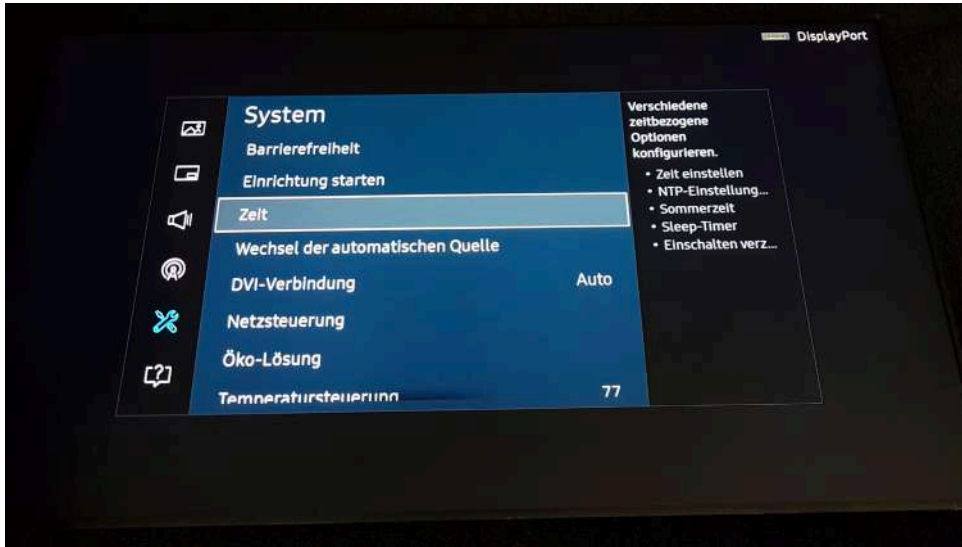 DisplayPort
System
Barrierefreiheit
Einrichtung starten
Zeit
Wechsel der automatischen Quelle
DVI-Verbindung Auto
Netzsteuerung
Öko-Lösung
Temperatursteuerung 77
Verschiedene
zeitbezogene
Optionen
konfigurieren.
• Zeit einstellen
• NTP-Einstellung...
• Sommerzeit
• Sleep-Timer
• Einschalten verz...